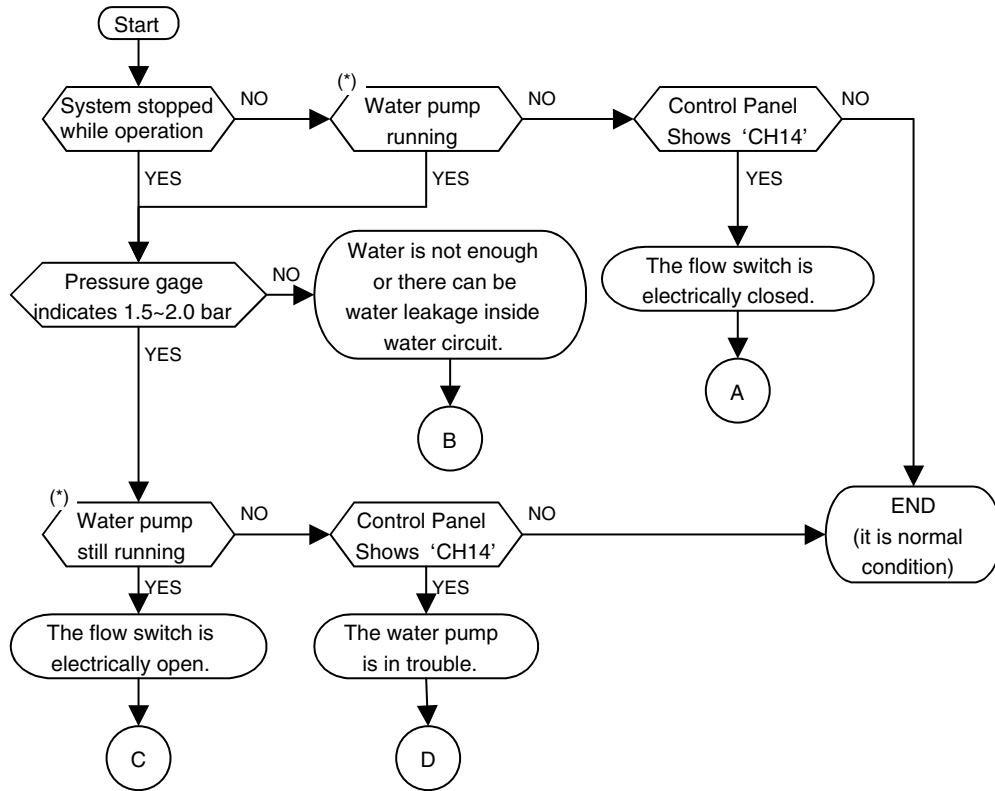 Start
System stopped
while operation
NO
(*)
Water pump
running
NO
Control Panel
Shows ‘CH14’
NO
YES
YES
YES
Pressure gage
indicates 1.5~2.0 bar
NO
Water is not enough
or there can be
water leakage inside
water circuit.
The flow switch is
electrically closed.
YES
A
B
(*)
Water pump
still running
NO
Control Panel
Shows ‘CH14’
NO
END
(it is normal
condition)
YES
YES
The flow switch is
electrically open.
The water pump
is in trouble.
C
D